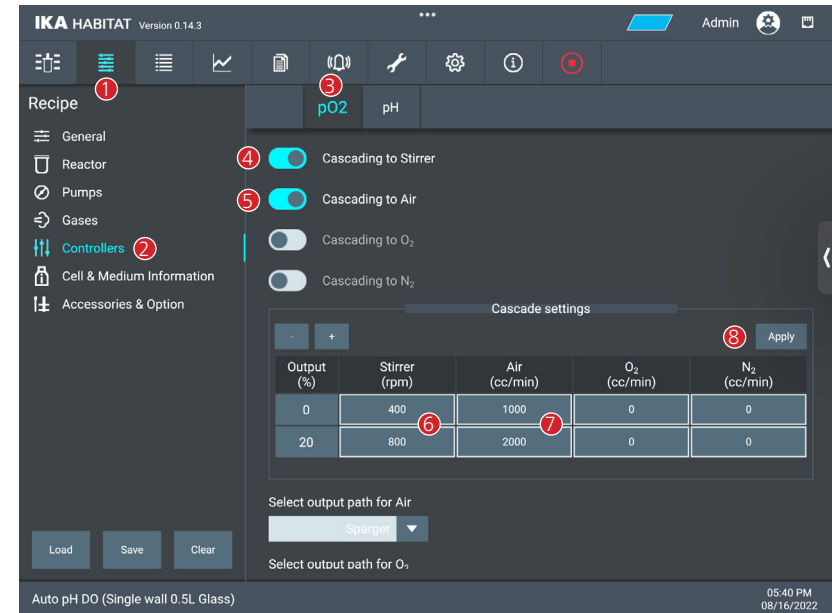 IKA HABITAT Version 0.14.3
Admin
1
3
Recipe
pO2 pH
General
Reactor
Pumps
Gases
Controllers 2
Cell & Medium Information
Accessories & Option
Load Save Clear
4 Cascading to Stirrer
5 Cascading to Air
Cascading to O₂
Cascading to N₂
Cascade settings
- + 8 Apply
Output (%) Stirrer (rpm) Air (cc/min) O₂ (cc/min) N₂ (cc/min)
0 400 1000 0 0
6 7
20 800 2000 0 0
Select output path for Air
Sparger
Select output path for O₂
Auto pH DO (Single wall 0.5L Glass)
05:40 PM
08/16/2022